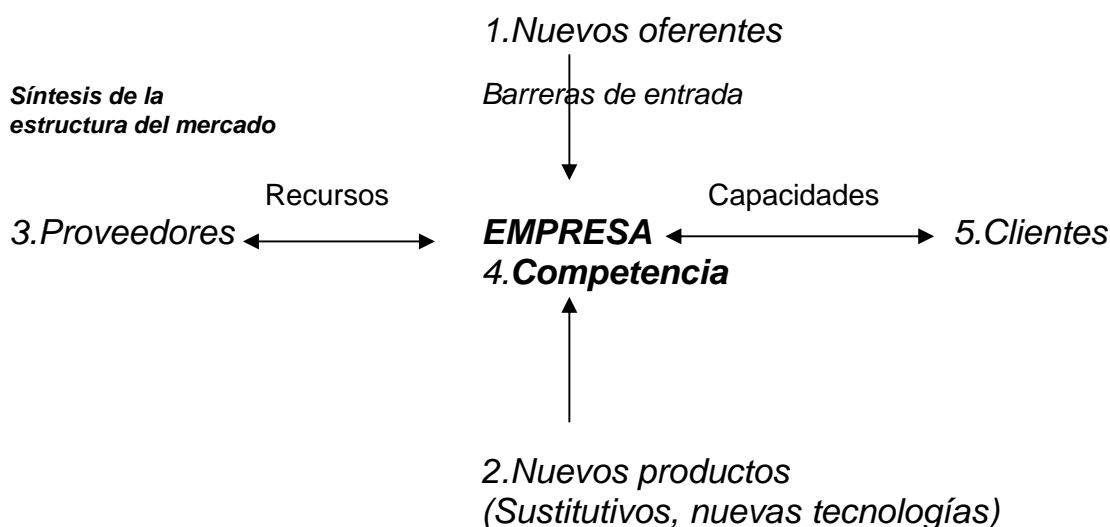 1.Nuevos oferentes
Síntesis de la
estructura del mercado
Barreras de entrada
Recursos
Capacidades
3.Proveedores
EMPRESA
5.Clientes
4.Competencia
2.Nuevos productos
(Sustitutivos, nuevas tecnologías)